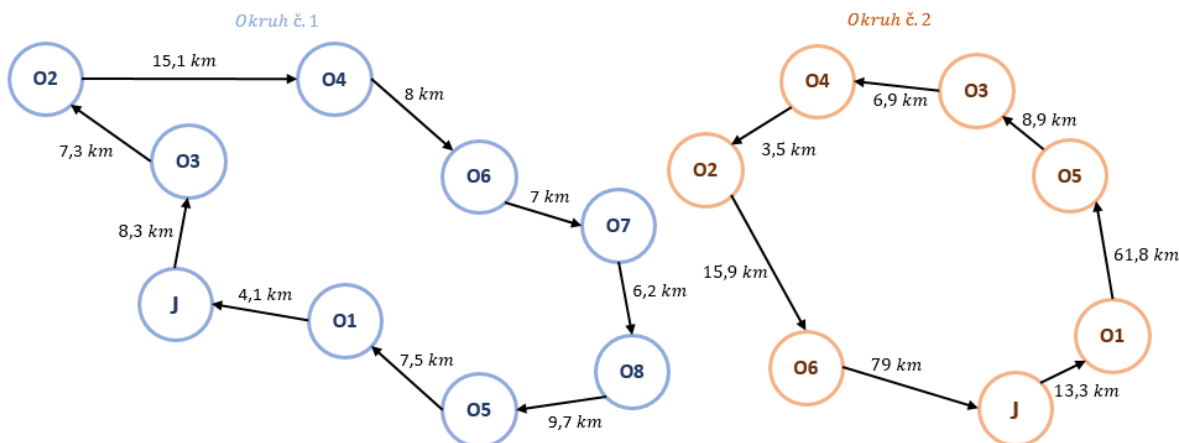 Okruh č. 1
O2
15,1 km
O4
8 km
7,3 km
O3
O6
7 km
O7
8,3 km
6,2 km
J
4,1 km
O1
7,5 km
O8
O5
9,7 km
Okruh č. 2
O4
6,9 km
O3
8,9 km
3,5 km
O2
O5
15,9 km
61,8 km
O6
79 km
O1
13,3 km
J